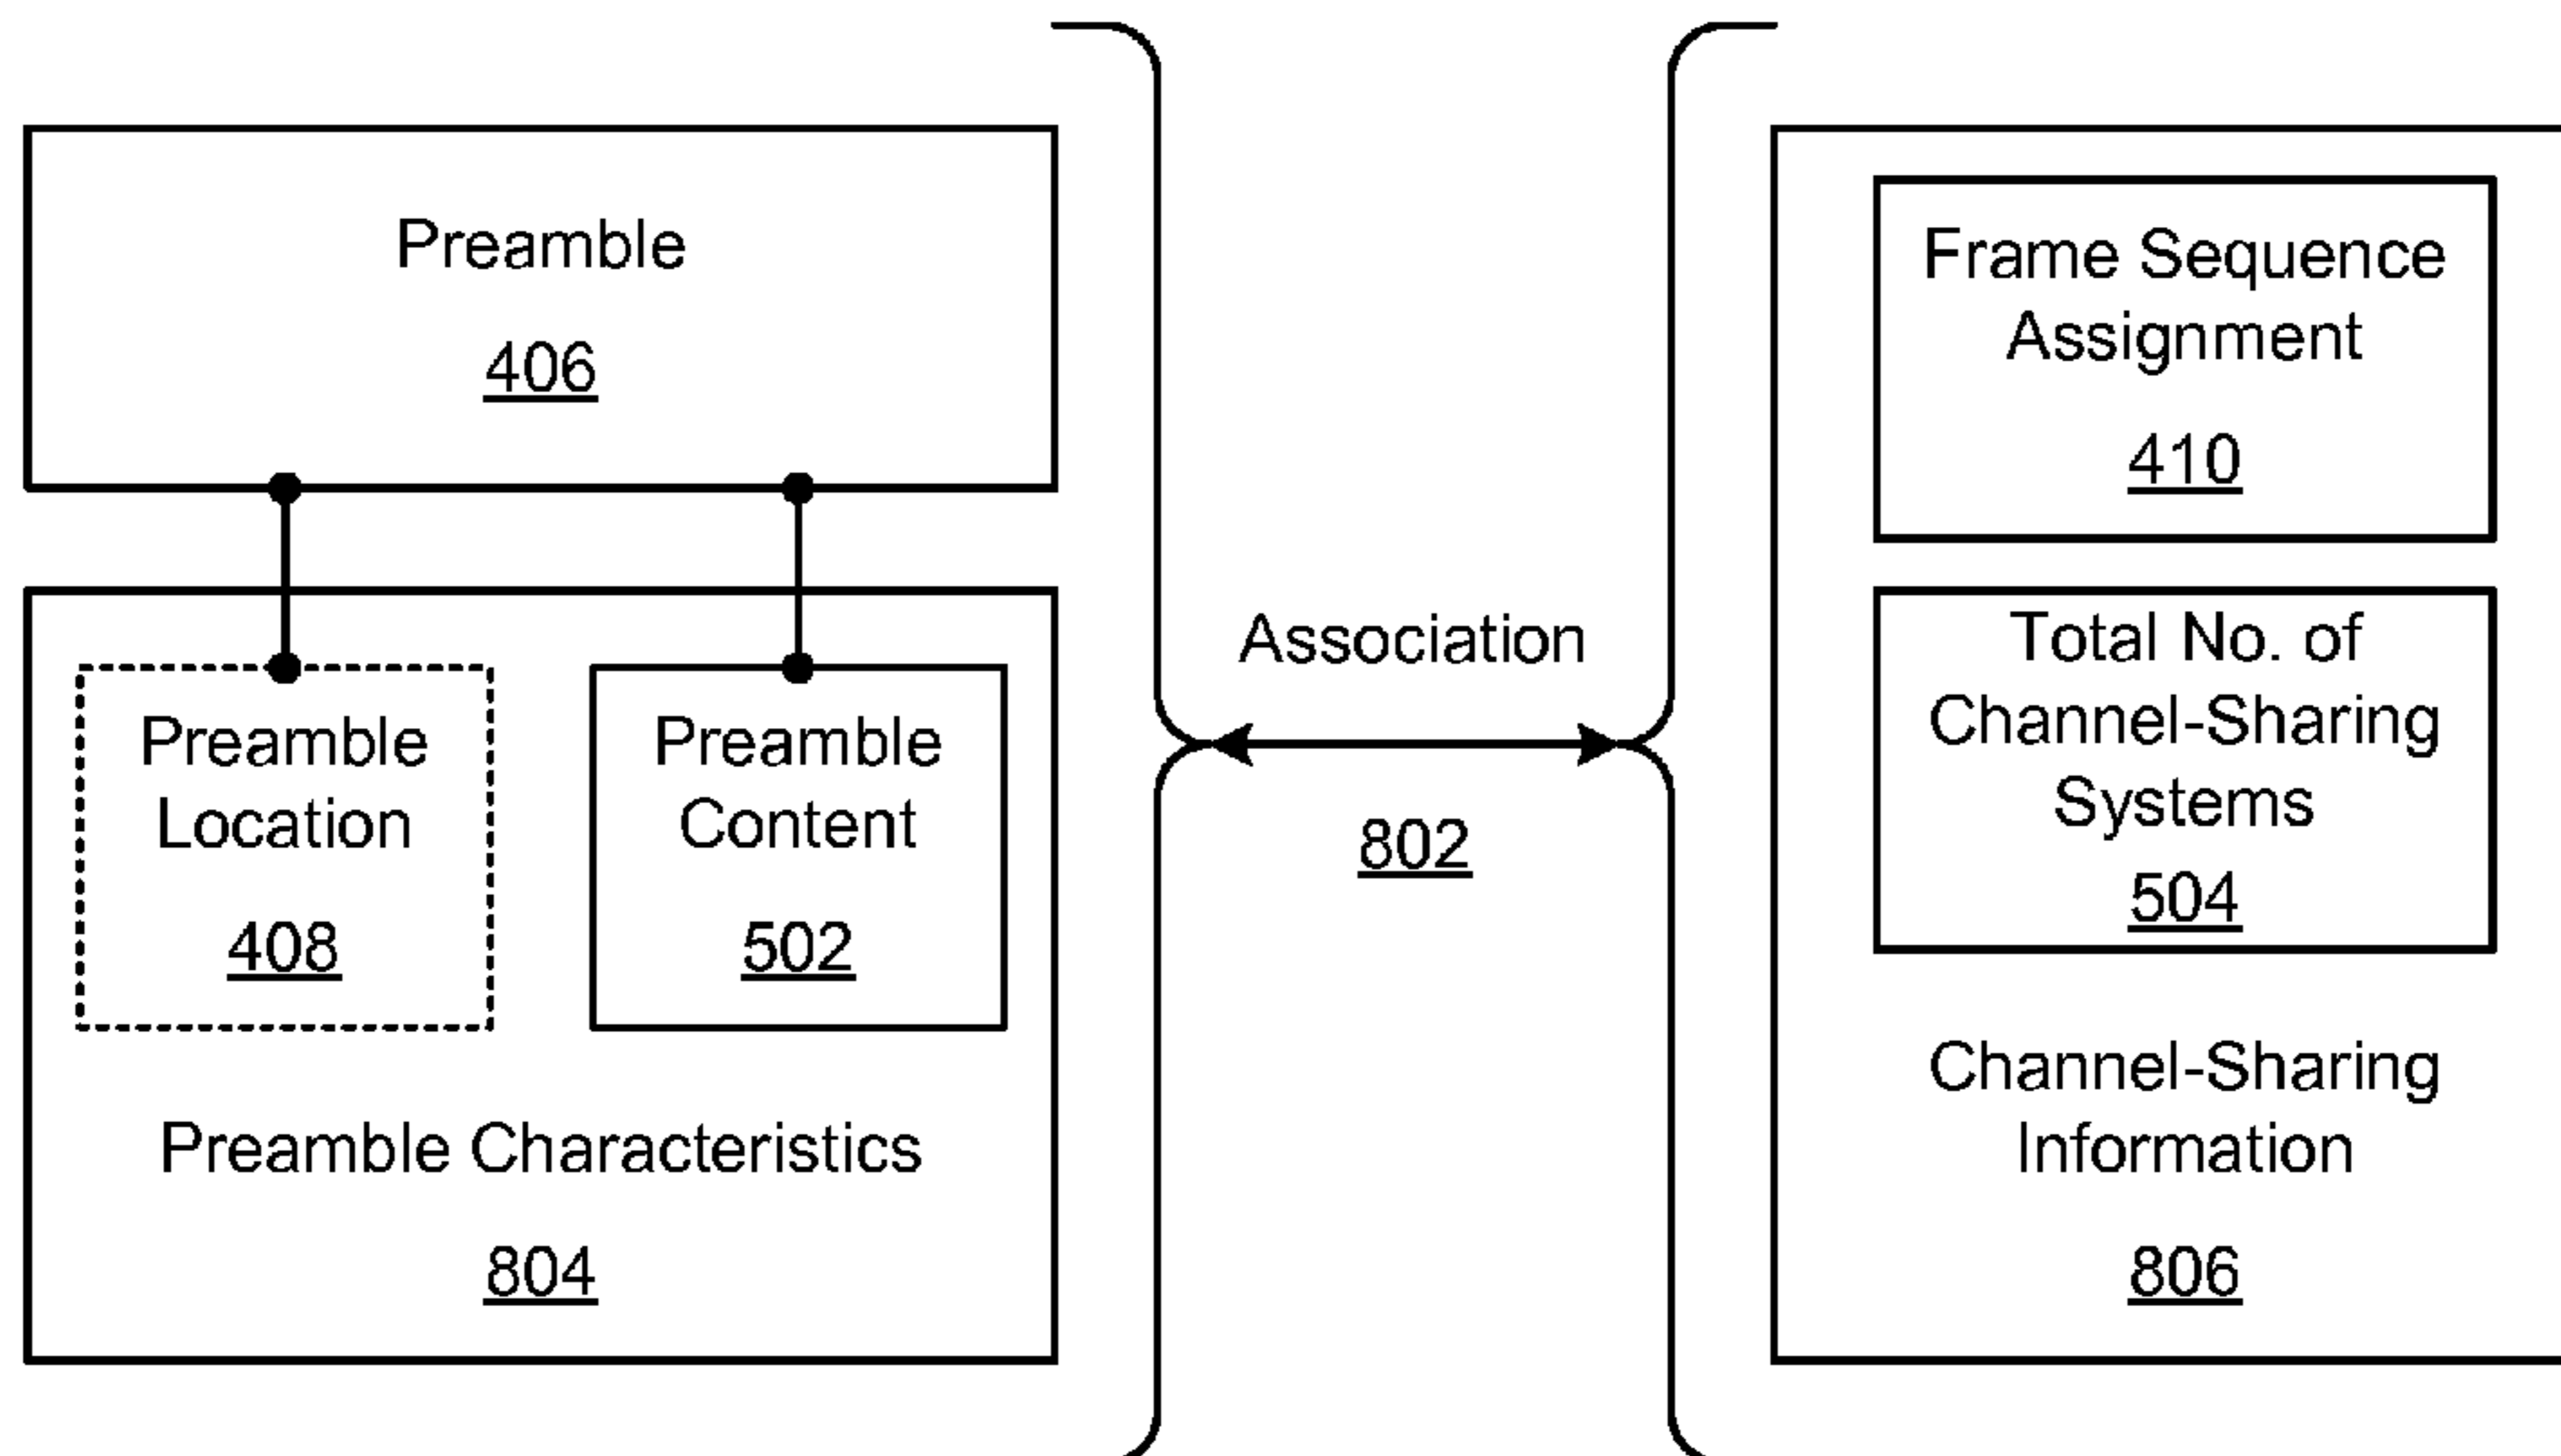 Preamble
406
Preamble
Location
408
Preamble
Content
502
Preamble Characteristics
804
Association
802
Frame Sequence
Assignment
410
Total No. of
Channel-Sharing
Systems
504
Channel-Sharing
Information
806